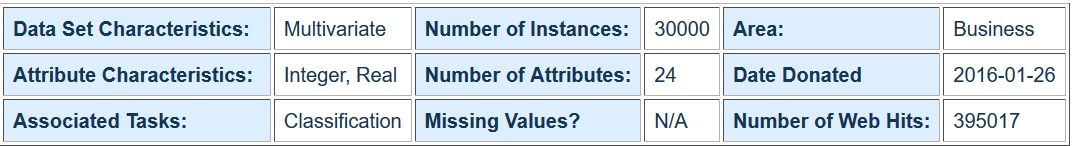 Data Set Characteristics: Multivariate Number of Instances: 30000 Area: Business
Attribute Characteristics: Integer, Real Number of Attributes: 24 Date Donated 2016-01-26
Associated Tasks: Classification Missing Values? N/A Number of Web Hits: 395017